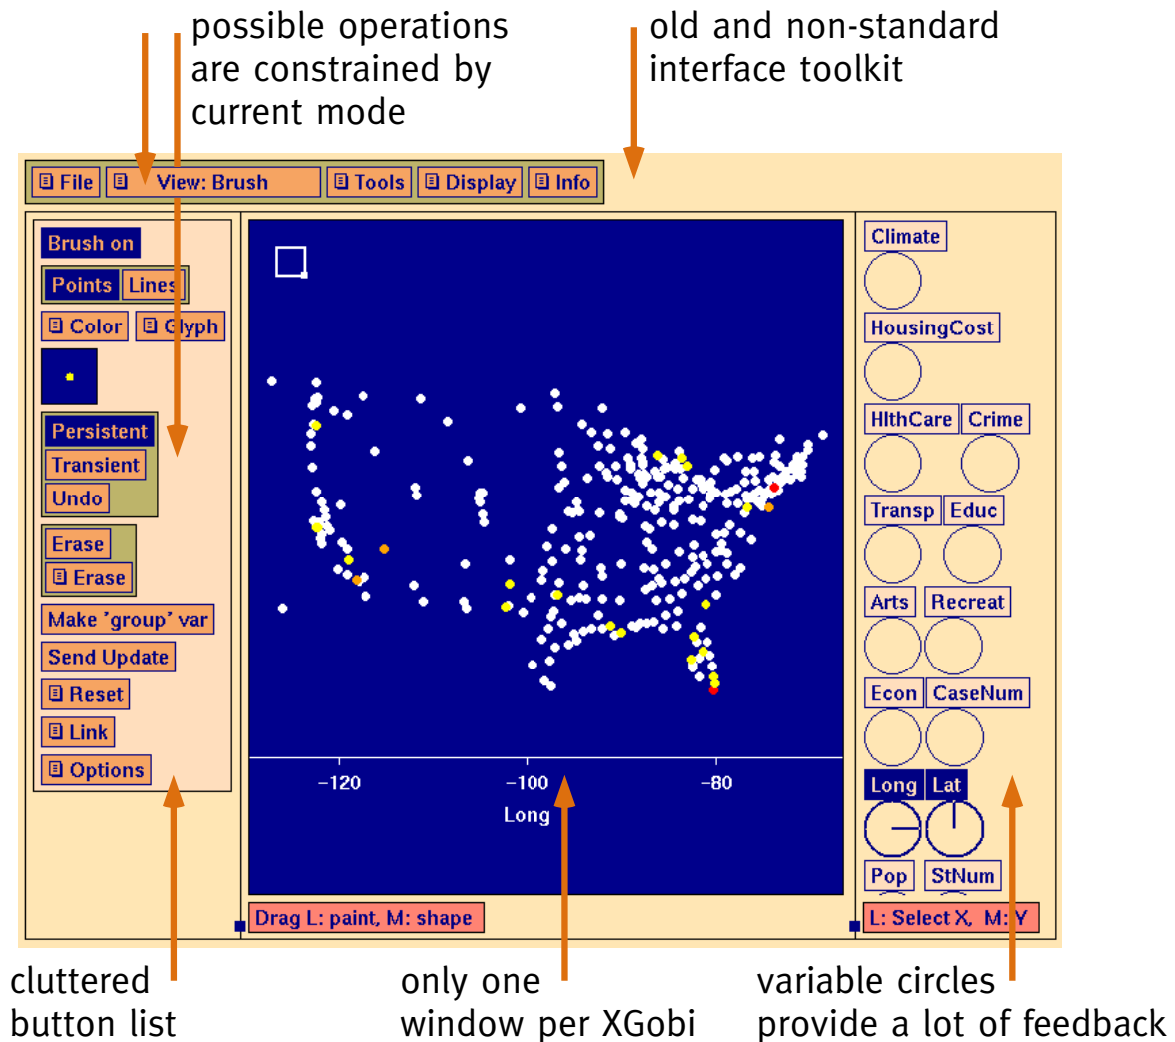 possible operations
are constrained by
current mode
old and non-standard
interface toolkit
File View: Brush Tools Display Info
Brush on
Points Lines
Color Glyph
Persistent
Transient
Undo
Erase
Erase
Make 'group' var
Send Update
Reset
Link
Options
-120 -100 -80
Long
Drag L: paint, M: shape
Climate
HousingCost
HlthCare Crime
Transp Educ
Arts Recreat
Econ CaseNum
Long Lat
Pop StNum
L: Select X, M: Y
cluttered
button list
only one
window per XGobi
variable circles
provide a lot of feedback